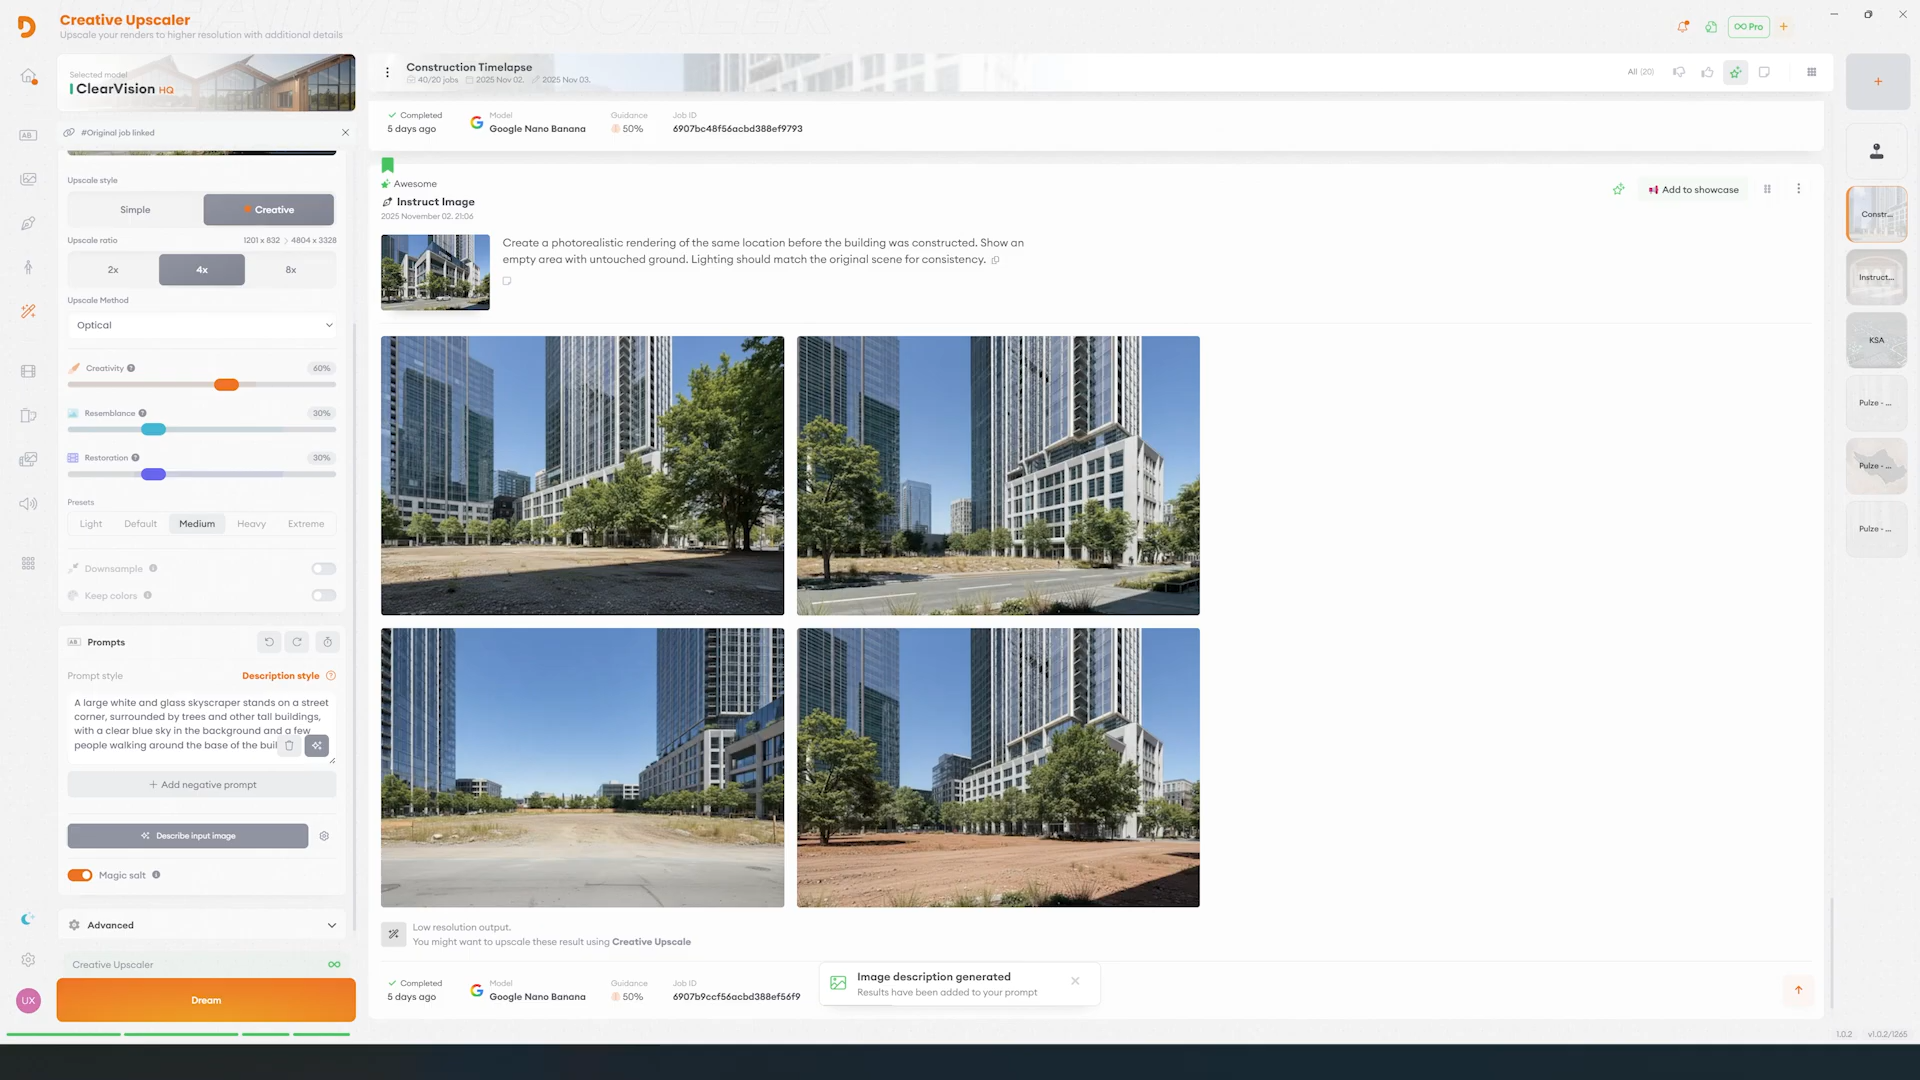 Creative Upscaler
Upscale your renders to higher resolution with additional details
Pro
Selected model
ClearVision HQ
#Original job linked
Upscale style
Simple
Creative
Upscale ratio
1201 x 832 > 4804 x 3328
2x
4x
8x
Upscale Method
Optical
Creativity
60%
Resemblance
30%
Restoration
30%
Presets
Light
Default
Medium
Heavy
Extreme
Downsample
Keep colors
AB Prompts
Prompt style
Description style
A large white and glass skyscraper stands on a street
corner, surrounded by trees and other tall buildings,
with a clear blue sky in the background and a few
people walking around the base of the buil
+ Add negative prompt
Describe input image
Magic salt
Advanced
Creative Upscaler
Dream
UX
AB
Construction Timelapse
40/20 jobs
2025 Nov 02.
2025 Nov 03.
All (20)
Completed
5 days ago
Model
Google Nano Banana
Guidance
50%
Job ID
6907bc48f56acbd388ef9793
Awesome
Instruct Image
2025 November 02. 21:06
Add to showcase
Create a photorealistic rendering of the same location before the building was constructed. Show an
empty area with untouched ground. Lighting should match the original scene for consistency.
Low resolution output.
You might want to upscale these result using Creative Upscale
Completed
5 days ago
Model
Google Nano Banana
Guidance
50%
Job ID
6907b9ccf56acbd388ef56f9
Image description generated
Results have been added to your prompt
Constr...
Instruct...
KSA
Pulze - ...
Pulze - ...
Pulze - ...
1.0.2
v1.0.2/1265